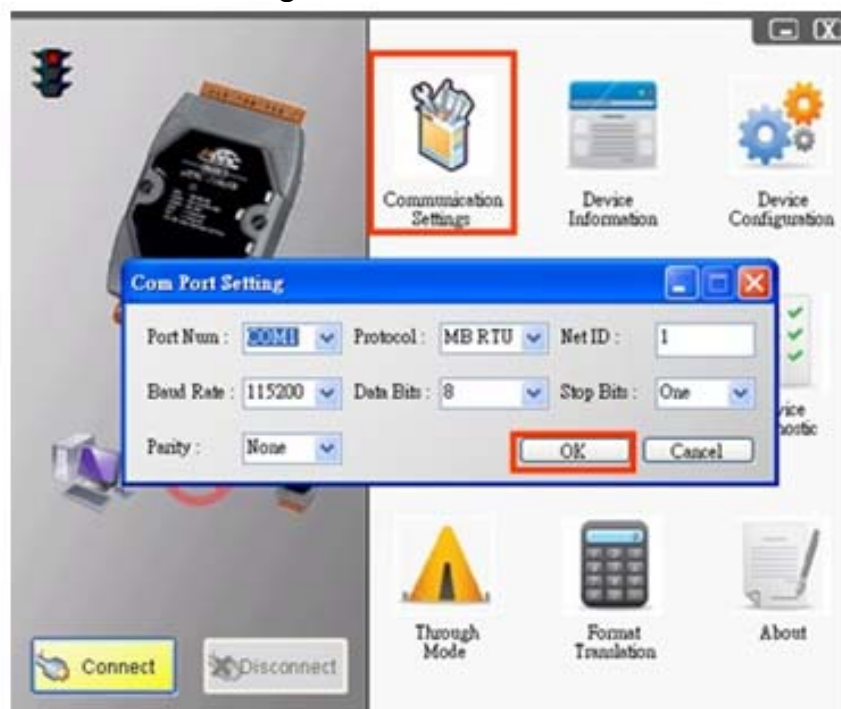 X
Communication
Settings
Device
Information
Device
Configuration
Com Port Setting
Port Num : COM1 Protocol : MB RTU Net ID : 1
Baud Rate : 115200 Data Bits : 8 Stop Bits : One
Parity : None OK Cancel
vice
nostic
Through
Mode
Format
Translation
About
Connect Disconnect